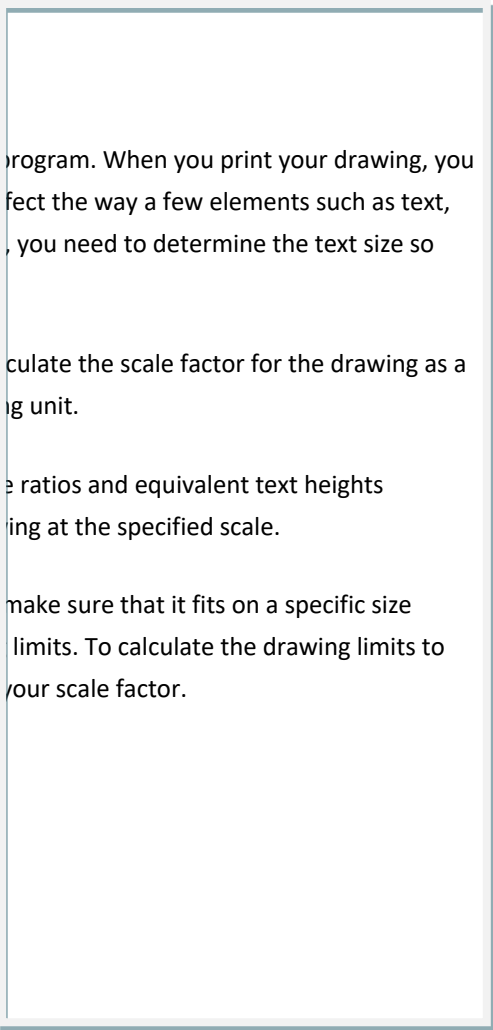 program. When you print your drawing, you
fect the way a few elements such as text,
, you need to determine the text size so
culate the scale factor for the drawing as a
ng unit.
e ratios and equivalent text heights
ing at the specified scale.
make sure that it fits on a specific size
limits. To calculate the drawing limits to
your scale factor.